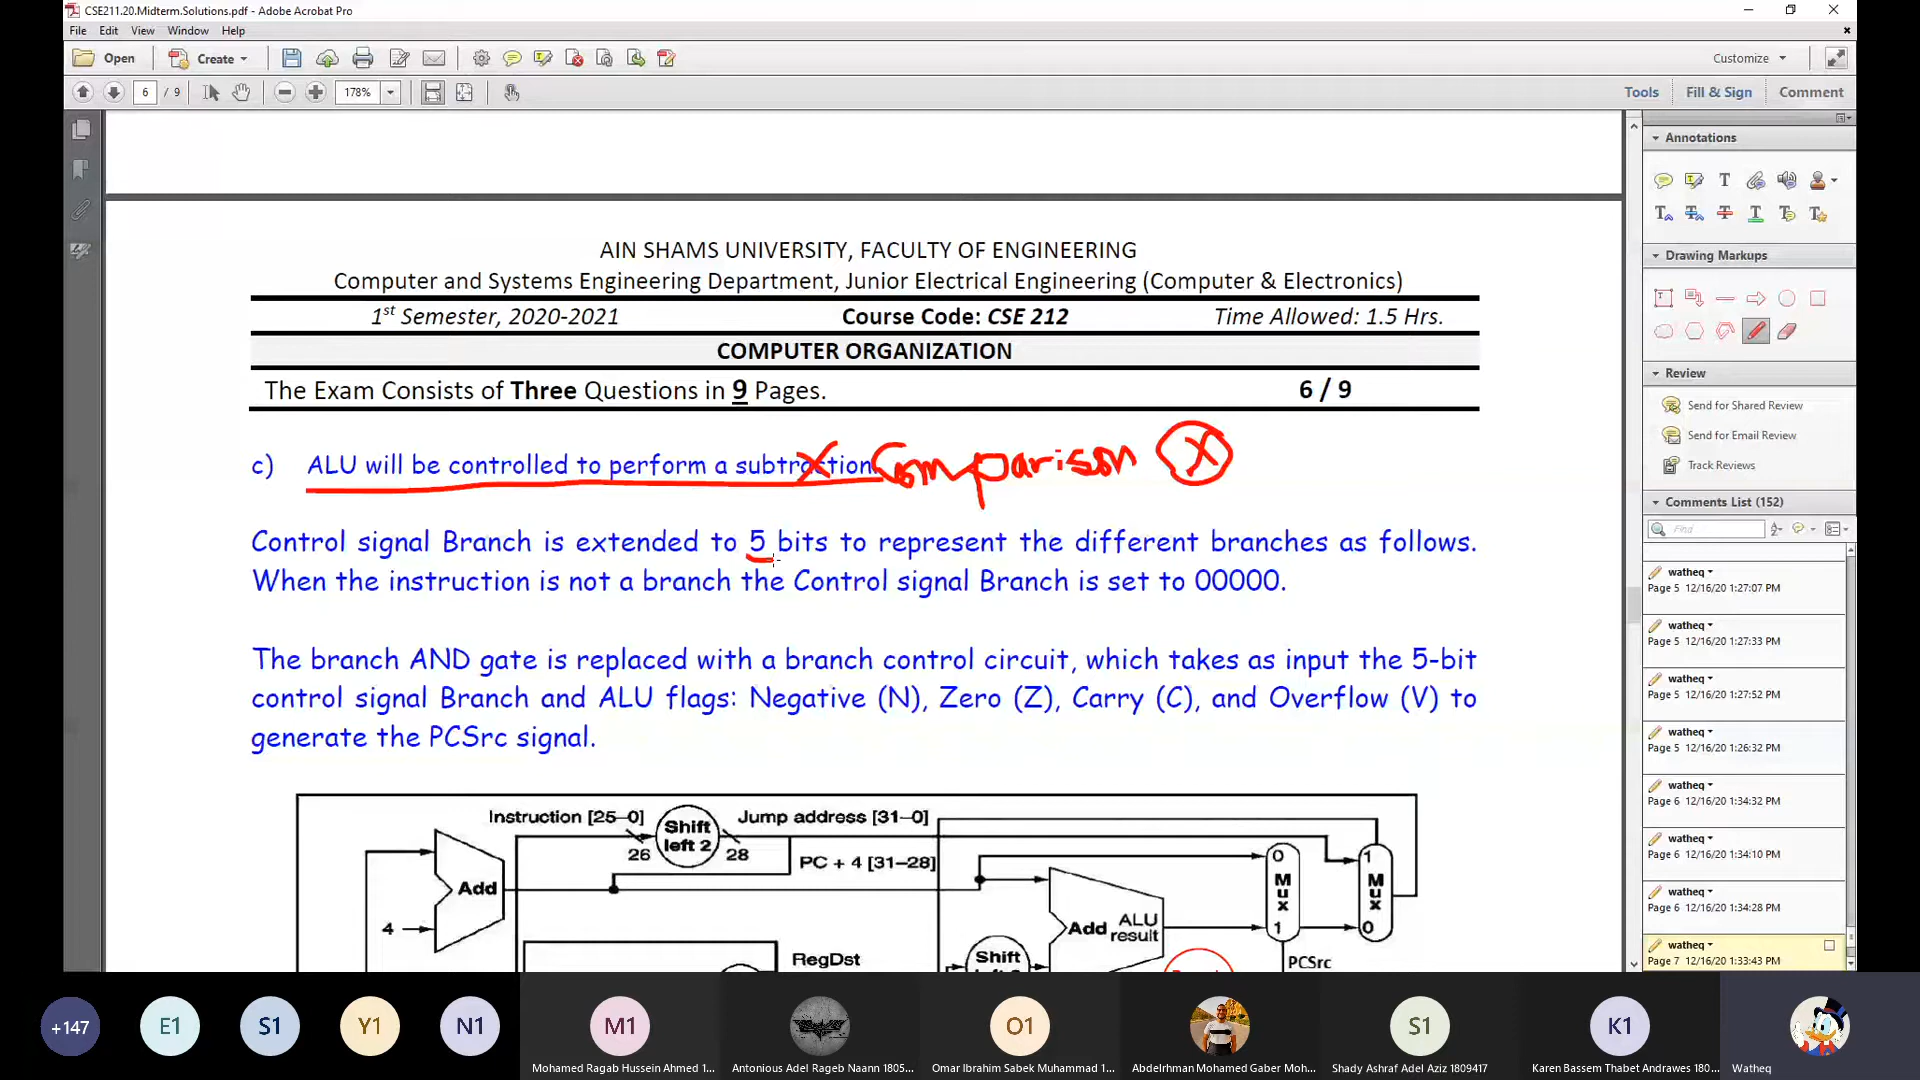 CSE211.20.Midterm.Solutions.pdf - Adobe Acrobat Pro
File Edit View Window Help
Open Create Customize
6 / 9 178% Tools Fill & Sign Comment
AIN SHAMS UNIVERSITY, FACULTY OF ENGINEERING
Computer and Systems Engineering Department, Junior Electrical Engineering (Computer & Electronics)
1st Semester, 2020-2021 Course Code: CSE 212 Time Allowed: 1.5 Hrs.
COMPUTER ORGANIZATION
The Exam Consists of Three Questions in 9 Pages. 6 / 9
c) ALU will be controlled to perform a subtraction. X Comparison X
Control signal Branch is extended to 5 bits to represent the different branches as follows.
When the instruction is not a branch the Control signal Branch is set to 00000.
The branch AND gate is replaced with a branch control circuit, which takes as input the 5-bit
control signal Branch and ALU flags: Negative (N), Zero (Z), Carry (C), and Overflow (V) to
generate the PCSrc signal.
Instruction [25–0] Shift left 2 Jump address [31–0]
26 28 PC + 4 [31–28]
0 Mux 1
1 Mux 0
Add
4
Add ALU result
Shift
RegDst
PCSrc
Annotations
Drawing Markups
Review
Send for Shared Review
Send for Email Review
Track Reviews
Comments List (152)
Find
watheq
Page 5 12/16/20 1:27:07 PM
watheq
Page 5 12/16/20 1:27:33 PM
watheq
Page 5 12/16/20 1:27:52 PM
watheq
Page 5 12/16/20 1:26:32 PM
watheq
Page 6 12/16/20 1:34:32 PM
watheq
Page 6 12/16/20 1:34:10 PM
watheq
Page 6 12/16/20 1:34:28 PM
watheq
Page 7 12/16/20 1:33:43 PM
+147 E1 S1 Y1 N1 M1 O1 S1 K1
Mohamed Ragab Hussein Ahmed 1... Antonious Adel Rageb Naann 1805... Omar Ibrahim Sabek Muhammad 1... Abdelrhman Mohamed Gaber Moh... Shady Ashraf Adel Aziz 1809417 Karen Bassem Thabet Andrawes 180... Watheq